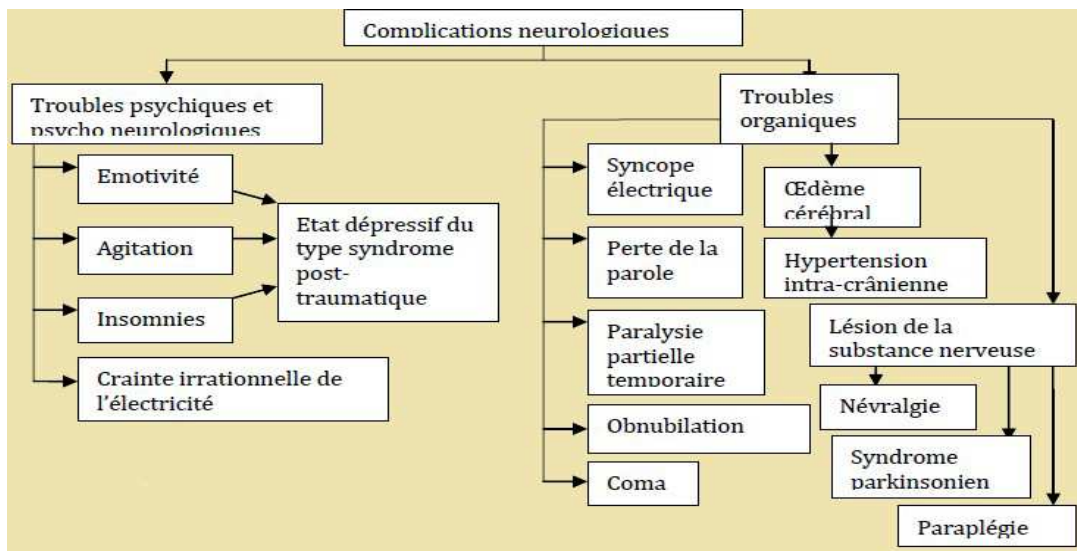 Complications neurologiques
Troubles psychiques et
psycho neurologiques
Emotivité
Agitation
Insomnies
Etat dépressif du
type syndrome
post-
traumatique
Crainte irrationnelle de
l'électricité
Troubles
organiques
Syncope
électrique
Perte de la
parole
Paralysie
partielle
temporaire
Obnubilation
Coma
Œdème
cérébral
Hypertension
intra-crânienne
Lésion de la
substance nerveuse
Névralgie
Syndrome
parkinsonien
Paraplégie